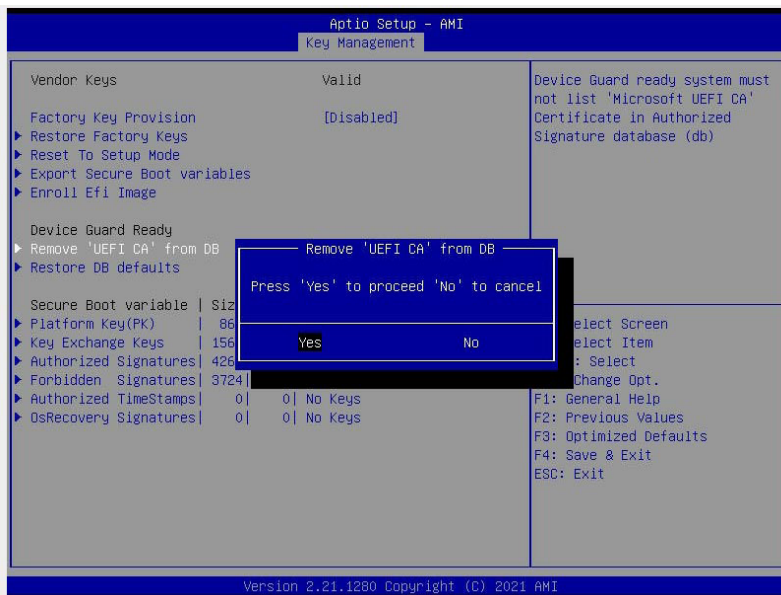 Aptio Setup – AMI
Key Management
Vendor Keys Valid
Factory Key Provision [Disabled]
Restore Factory Keys
Reset To Setup Mode
Export Secure Boot variables
Enroll Efi Image
Device Guard Ready
Remove 'UEFI CA' from DB
Restore DB defaults
Secure Boot variable | Siz
Platform Key(PK) | 86
Key Exchange Keys | 156
Authorized Signatures| 426
Forbidden Signatures| 3724|
Authorized TimeStamps| 0| 0| No Keys
OsRecovery Signatures| 0| 0| No Keys
Remove 'UEFI CA' from DB
Press 'Yes' to proceed 'No' to cancel
Yes No
Device Guard ready system must
not list 'Microsoft UEFI CA'
Certificate in Authorized
Signature database (db)
elect Screen
elect Item
: Select
Change Opt.
F1: General Help
F2: Previous Values
F3: Optimized Defaults
F4: Save & Exit
ESC: Exit
Version 2.21.1280 Copyright (C) 2021 AMI